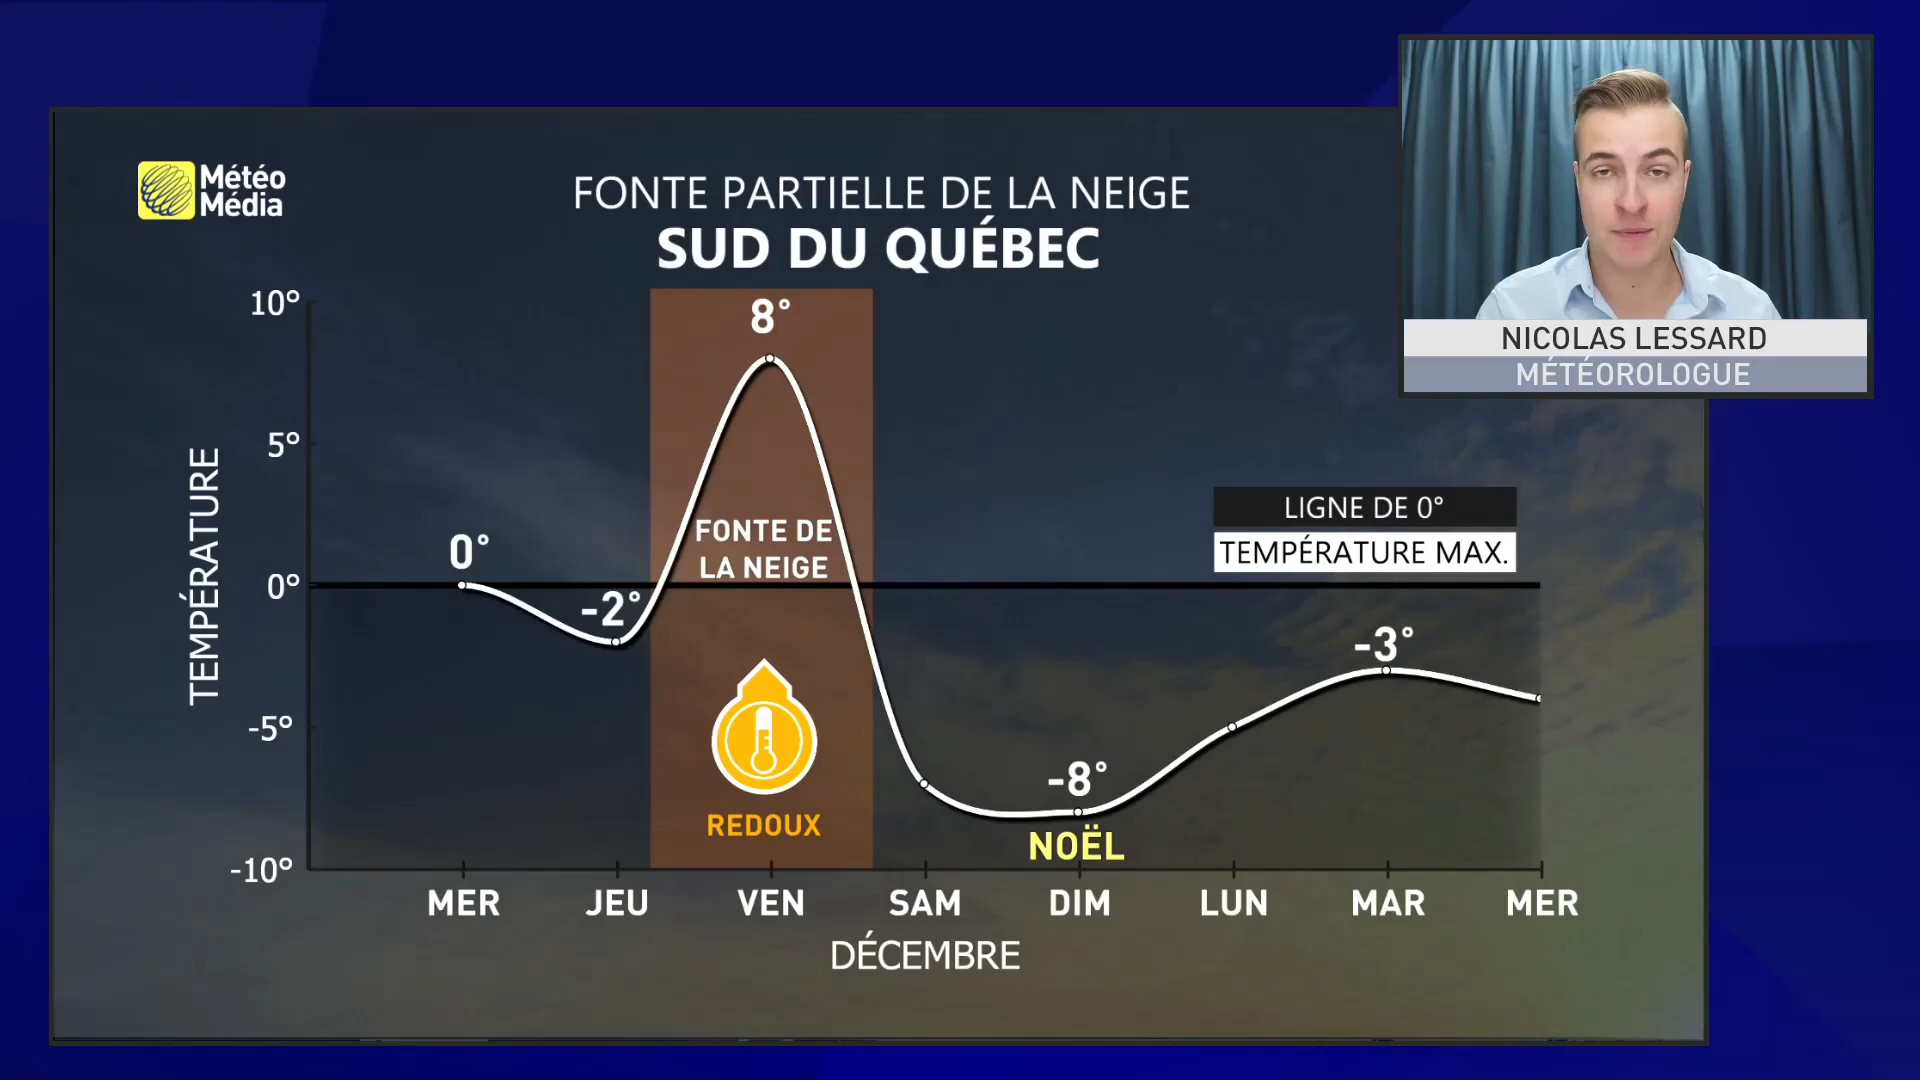 Météo
Média
FONTE PARTIELLE DE LA NEIGE
SUD DU QUÉBEC
NICOLAS LESSARD
MÉTÉOROLOGUE
TEMPÉRATURE
10°
5°
0°
-5°
-10°
0°
-2°
8°
FONTE DE
LA NEIGE
REDOUX
-8°
NOËL
-3°
LIGNE DE 0°
TEMPÉRATURE MAX.
MER JEU VEN SAM DIM LUN MAR MER
DÉCEMBRE